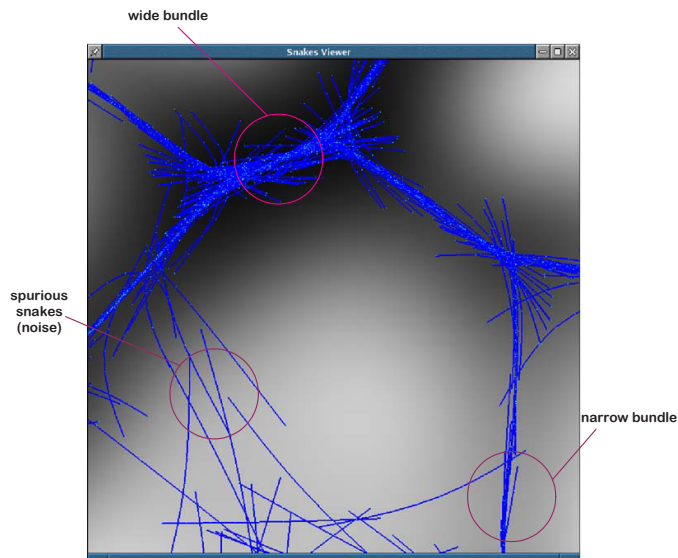 wide bundle
Snakes Viewer
spurious
snakes
(noise)
narrow bundle